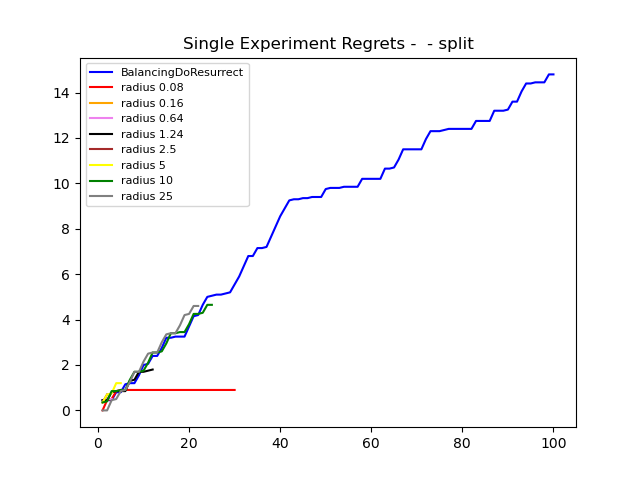 Single Experiment Regrets -  - split
BalancingDoResurrect
radius 0.08
radius 0.16
radius 0.64
radius 1.24
radius 2.5
radius 5
radius 10
radius 25
14
12
10
8
6
4
2
0
0 20 40 60 80 100